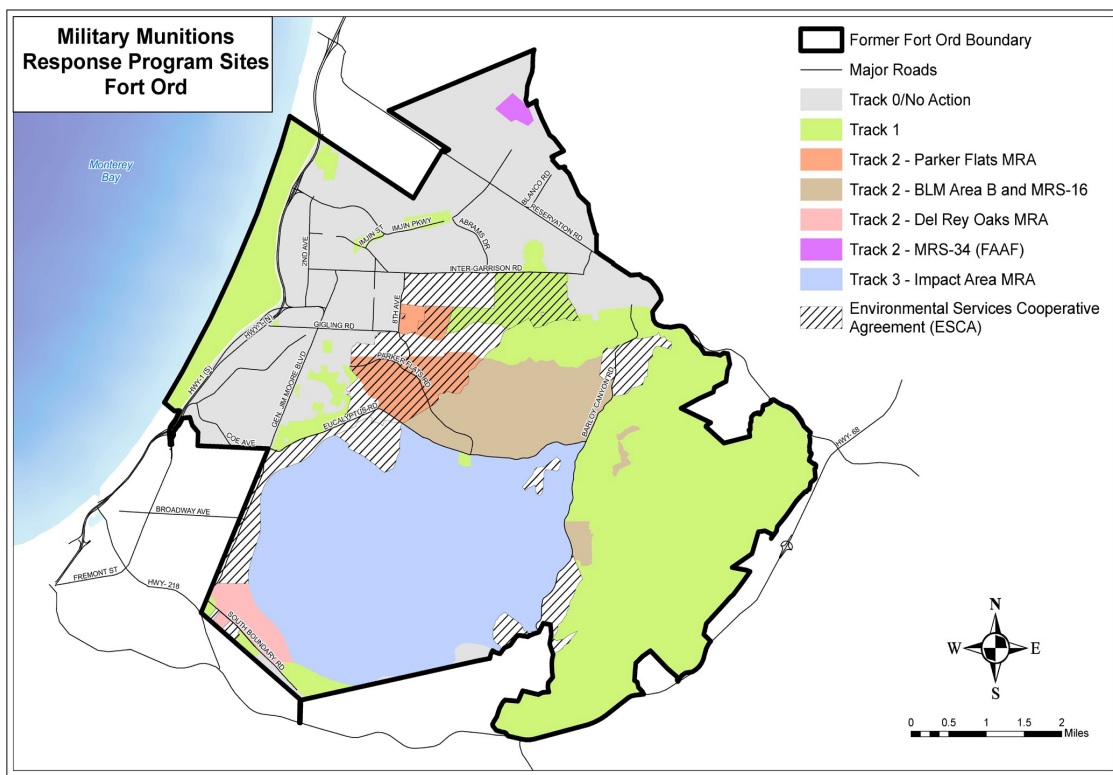 Military Munitions
Response Program Sites
Fort Ord
Former Fort Ord Boundary
Major Roads
Track 0/No Action
Track 1
Track 2 - Parker Flats MRA
Track 2 - BLM Area B and MRS-16
Track 2 - Del Rey Oaks MRA
Track 2 - MRS-34 (FAAF)
Track 3 - Impact Area MRA
Environmental Services Cooperative
Agreement (ESCA)
Monterey
Bay
BLANCO RD
RESERVATION RD
IMJIN PKWY
IMJIN ST
ABRAMS DR
2ND AVE
INTER-GARRISON RD
8TH AVE
HWY-1 (N)
GIGLING RD
HWY-1 (S)
PARKER FLATS RD
GEN. JIM MOORE BLVD
EUCALYPTUS RD
BARLOY CANYON RD
COE AVE
HWY- 68
BROADWAY AVE
FREMONT ST
HWY- 218
SOUTH BOUNDARY RD
N
W
E
S
0 0.5 1 1.5 2
Miles